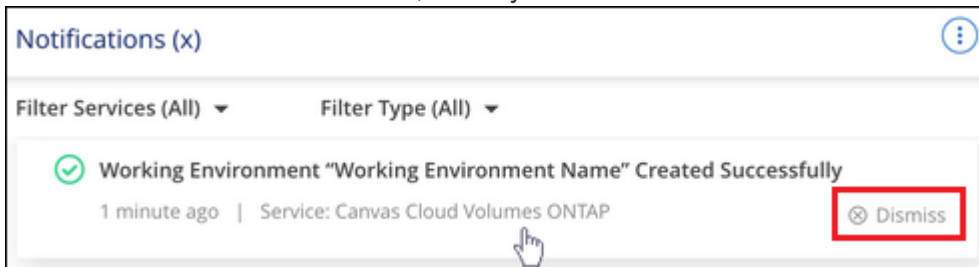 Notifications (x)
Filter Services (All) Filter Type (All)
Working Environment “Working Environment Name” Created Successfully
1 minute ago | Service: Canvas Cloud Volumes ONTAP Dismiss